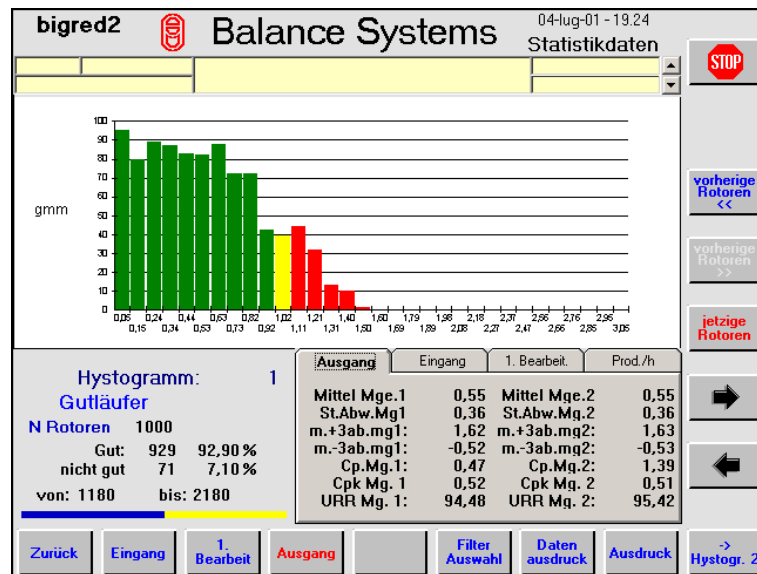 bigred2 Balance Systems 04-lug-01 - 19.24
Statistikdaten
STOP
100
90
80
70
60
50
40
30
20
10
0
gmm
0,05 0,24 0,44 0,63 0,82 1,02 1,21 1,40 1,60 1,79 1,98 2,18 2,37 2,56 2,76 2,95
0,15 0,34 0,53 0,73 0,92 1,11 1,31 1,50 1,69 1,89 2,08 2,27 2,47 2,66 2,85 3,05
vorherige
Rotoren
<<
vorherige
Rotoren
>>
jetzige
Rotoren
Hystogramm: 1
Gutläufer
N Rotoren 1000
Gut: 929 92,90 %
nicht gut 71 7,10 %
von: 1180 bis: 2180
Ausgang Eingang 1. Bearbeit. Prod./h
Mittel Mge.1 0,55 Mittel Mge.2 0,55
St.Abw.Mg1 0,36 St.Abw.Mg.2 0,36
m.+3ab.mg1: 1,62 m.+3ab.mg2: 1,63
m.-3ab.mg1: -0,52 m.-3ab.mg2: -0,53
Cp.Mg.1: 0,47 Cp.Mg.2: 1,39
Cpk Mg. 1 0,52 Cpk Mg. 2 0,51
URR Mg. 1: 94,48 URR Mg. 2: 95,42
Zurück
Eingang
1.
Bearbeit
Ausgang
Filter
Auswahl
Daten
ausdruck
Ausdruck
->
Hystogr. 2